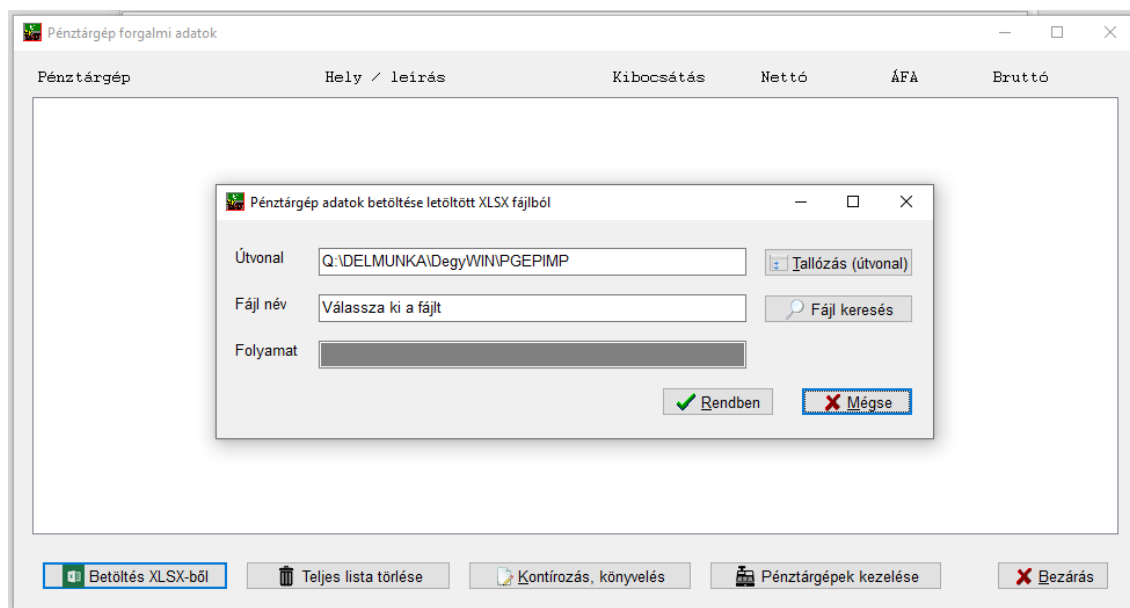 Pénztárgép forgalmi adatok
Pénztárgép Hely / leírás Kibocsátás Nettó ÁFA Bruttó
Pénztárgép adatok betöltése letöltött XLSX fájlból
Útvonal Q:\DELMUNKA\DegyWIN\PGEPIMP Tallózás (útvonal)
Fájl név Válassza ki a fájlt Fájl keresés
Folyamat
Rendben Mégse
Betöltés XLSX-ből Teljes lista törlése Kontírozás, könyvelés Pénztárgépek kezelése Bezárás